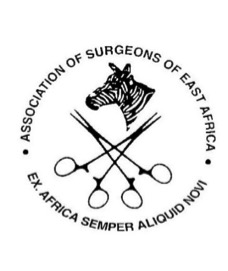 • ASSOCIATION OF SURGEONS OF EAST AFRICA •
EX. AFRICA SEMPER ALIQUID NOVI